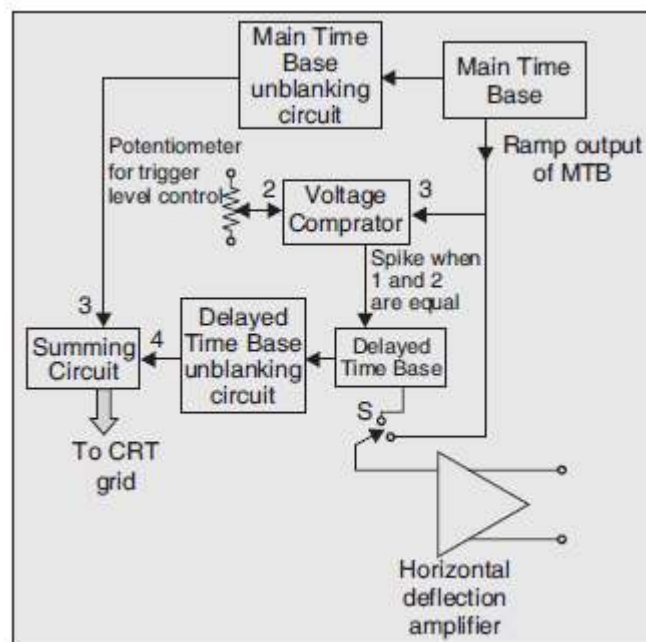 Main Time
Base
unblanking
circuit
Main Time
Base
Ramp output
of MTB
Potentiometer
for trigger
level control
2
Voltage
Comprator
3
Spike when
1 and 2
are equal
3
Summing
Circuit
4
Delayed
Time Base
unblanking
circuit
Delayed
Time Base
S
To CRT
grid
Horizontal
deflection
amplifier